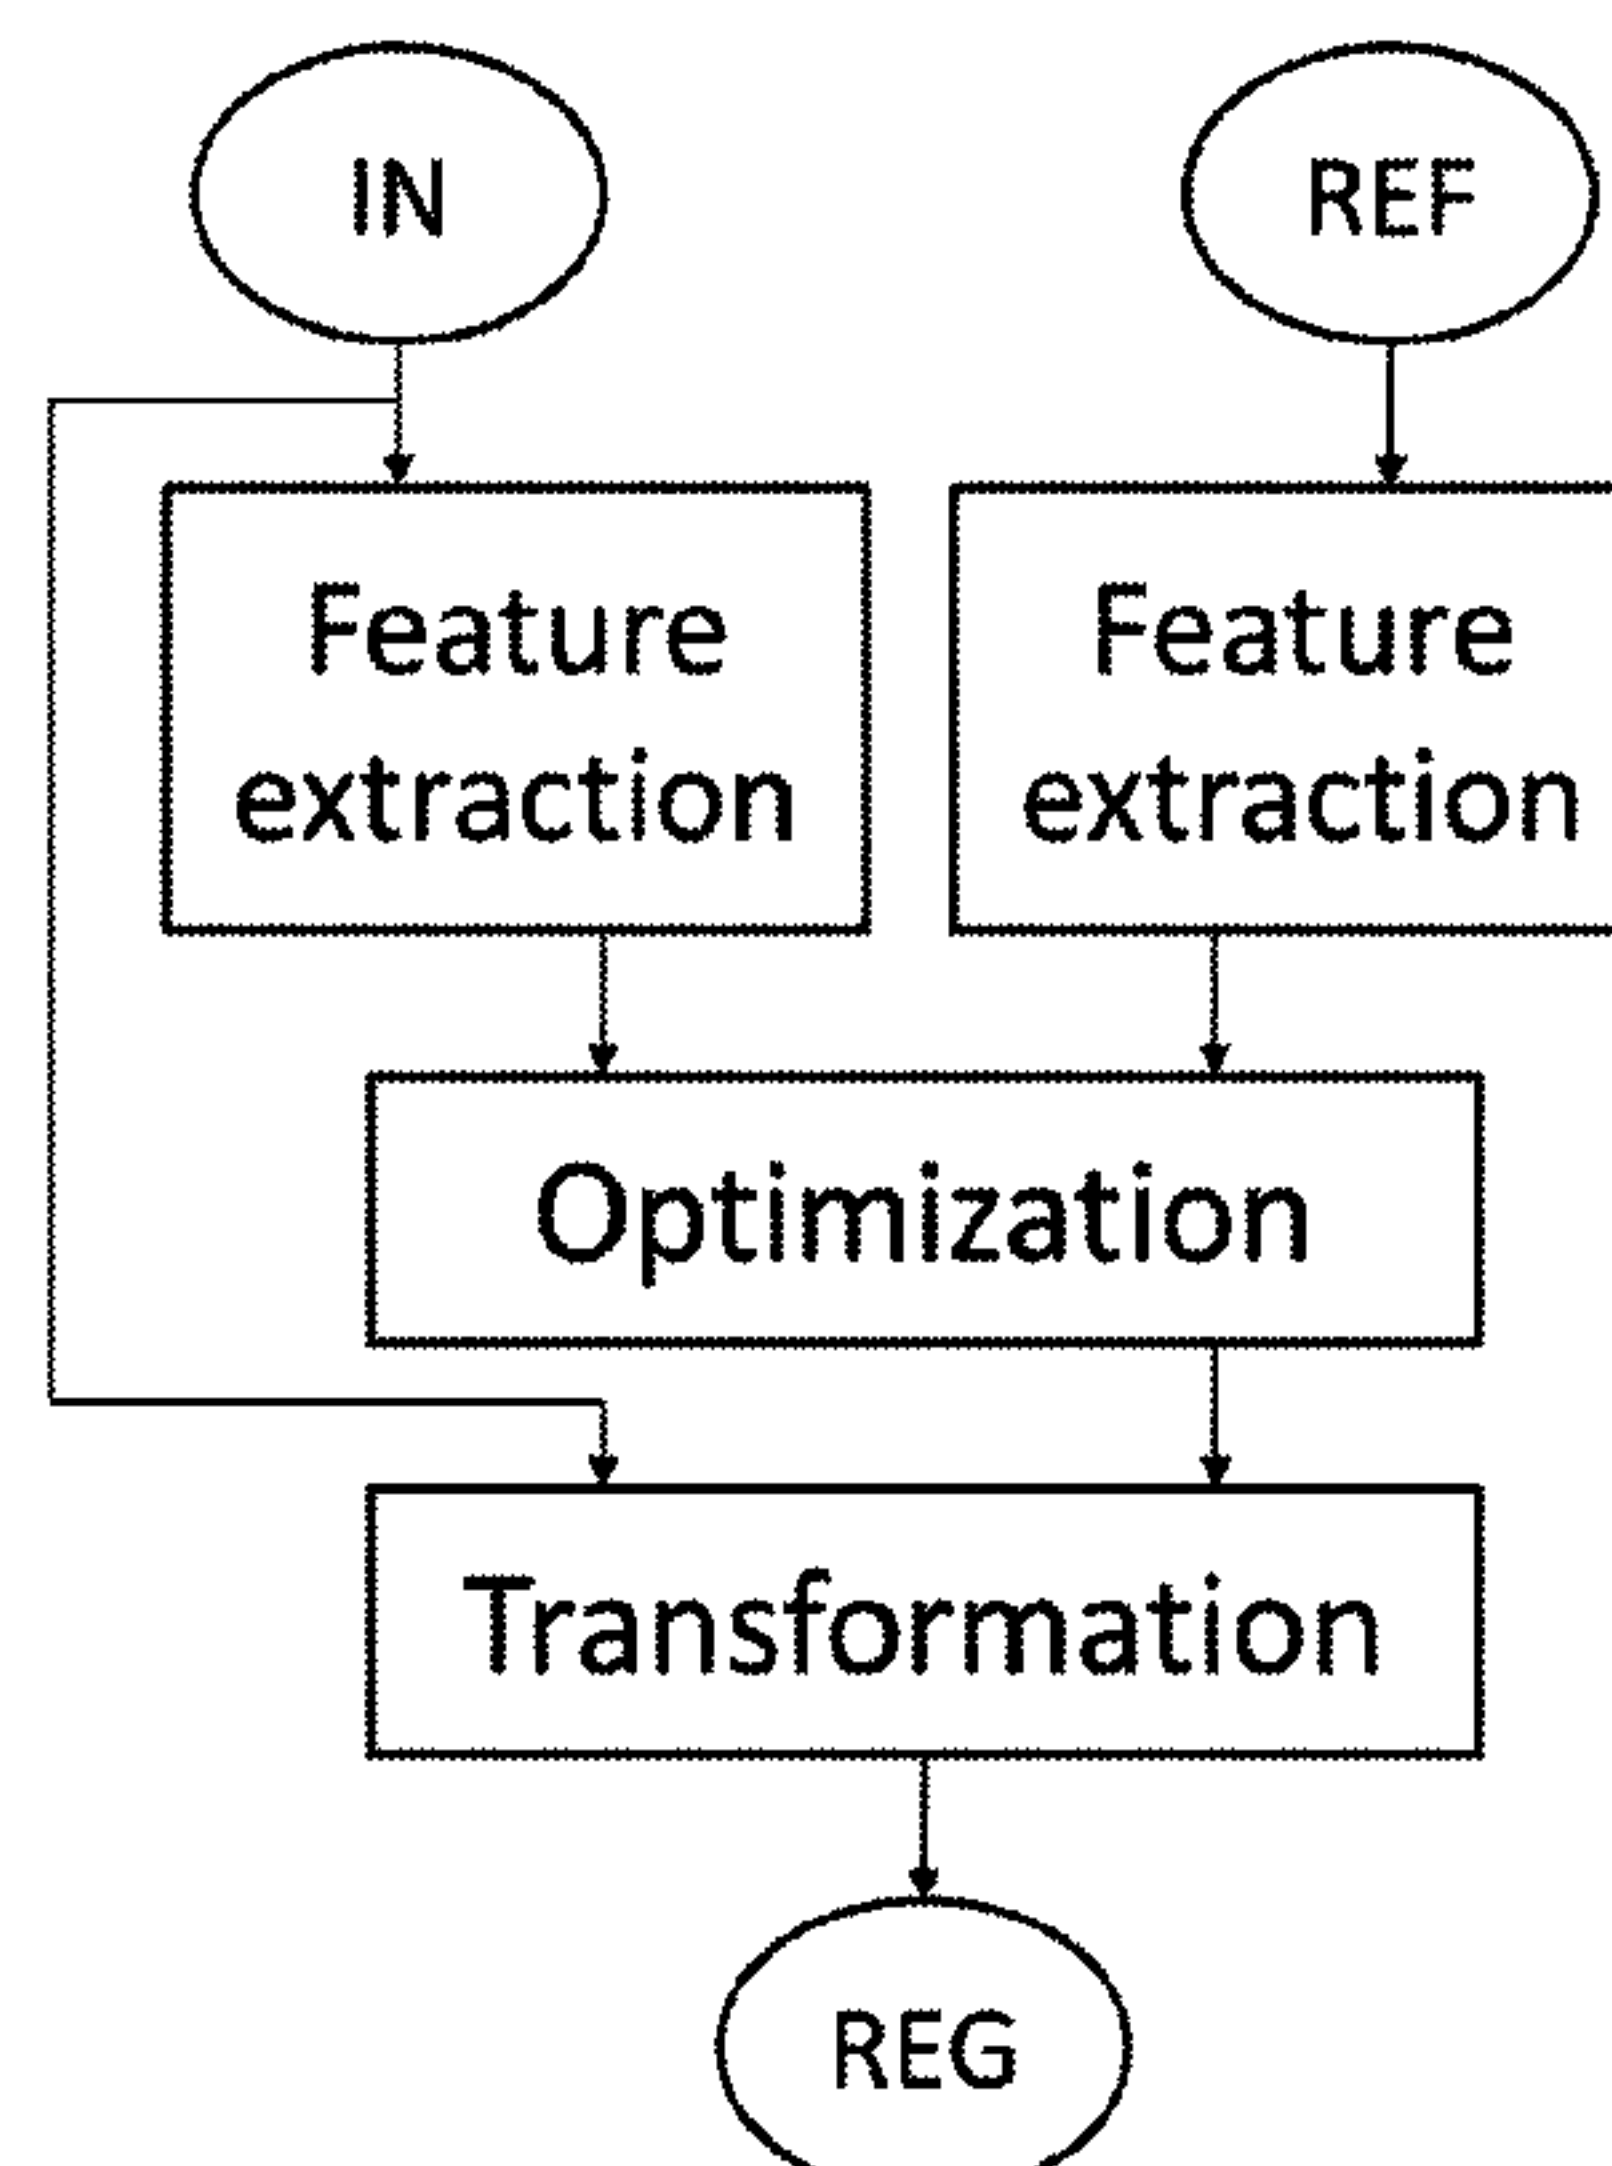 IN
REF
Feature
extraction
Feature
extraction
Optimization
Transformation
REG